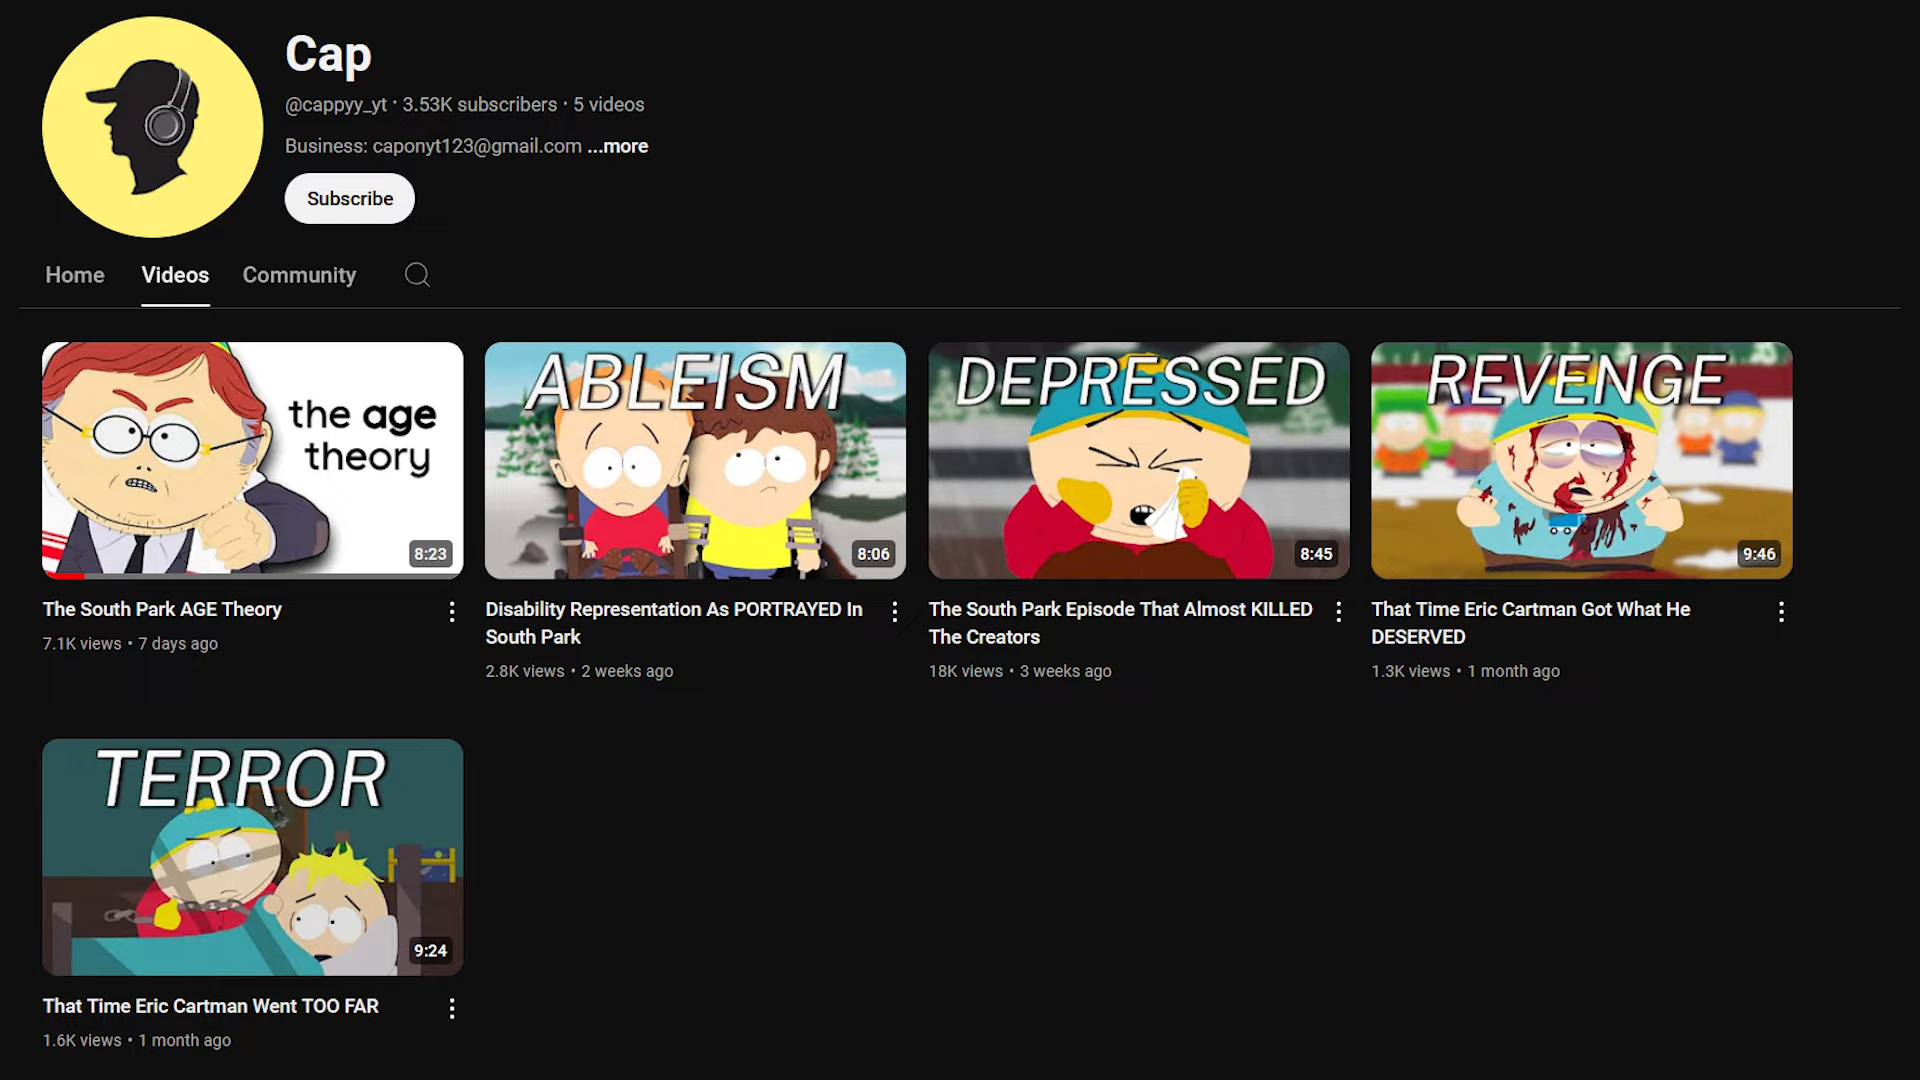 Cap
@cappyy_yt • 3.53K subscribers • 5 videos
Business: caponyt123@gmail.com ...more
Subscribe
Home
Videos
Community
the age
theory
8:23
The South Park AGE Theory
7.1K views • 7 days ago
ABLEISM
8:06
Disability Representation As PORTRAYED In
South Park
2.8K views • 2 weeks ago
DEPRESSED
8:45
The South Park Episode That Almost KILLED
The Creators
18K views • 3 weeks ago
REVENGE
9:46
That Time Eric Cartman Got What He
DESERVED
1.3K views • 1 month ago
TERROR
9:24
That Time Eric Cartman Went TOO FAR
1.6K views • 1 month ago